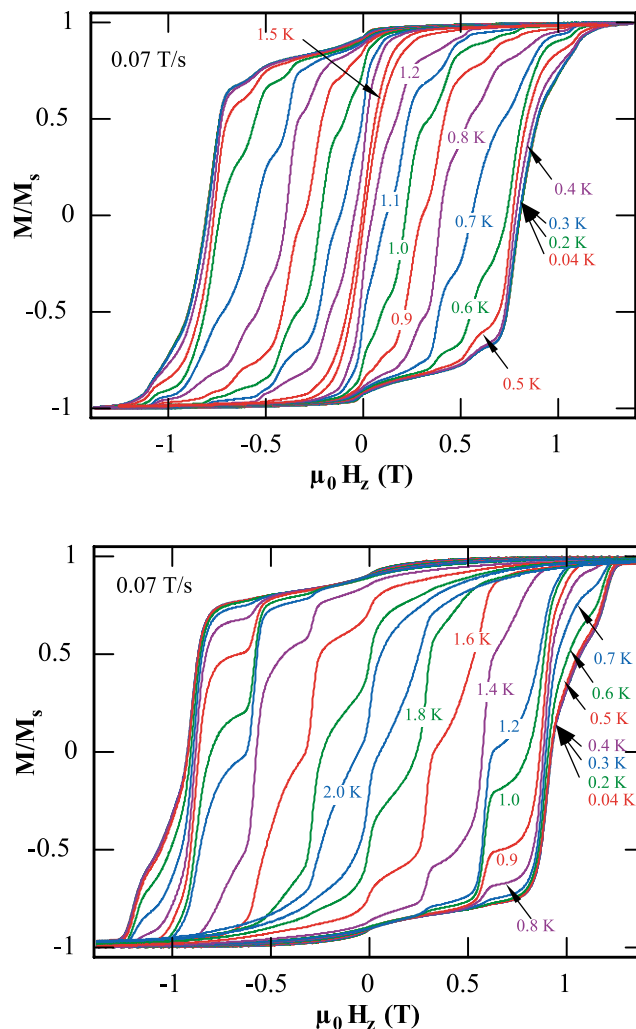 1
0.07 T/s
1.5 K
1.2
0.5
0.8 K
0.4 K
M/Ms
0
1.1
0.7 K
0.3 K
0.2 K
1.0
0.04 K
-0.5
0.9
0.6 K
0.5 K
-1
-1 -0.5 0 0.5 1
µ0 Hz (T)
1
0.07 T/s
0.5
1.6 K
0.7 K
1.4 K
0.6 K
1.8 K
1.2
0.5 K
M/Ms
0
0.4 K
0.3 K
2.0 K
1.0
0.2 K
0.04 K
-0.5
0.9
0.8 K
-1
-1 -0.5 0 0.5 1
µ0 Hz (T)